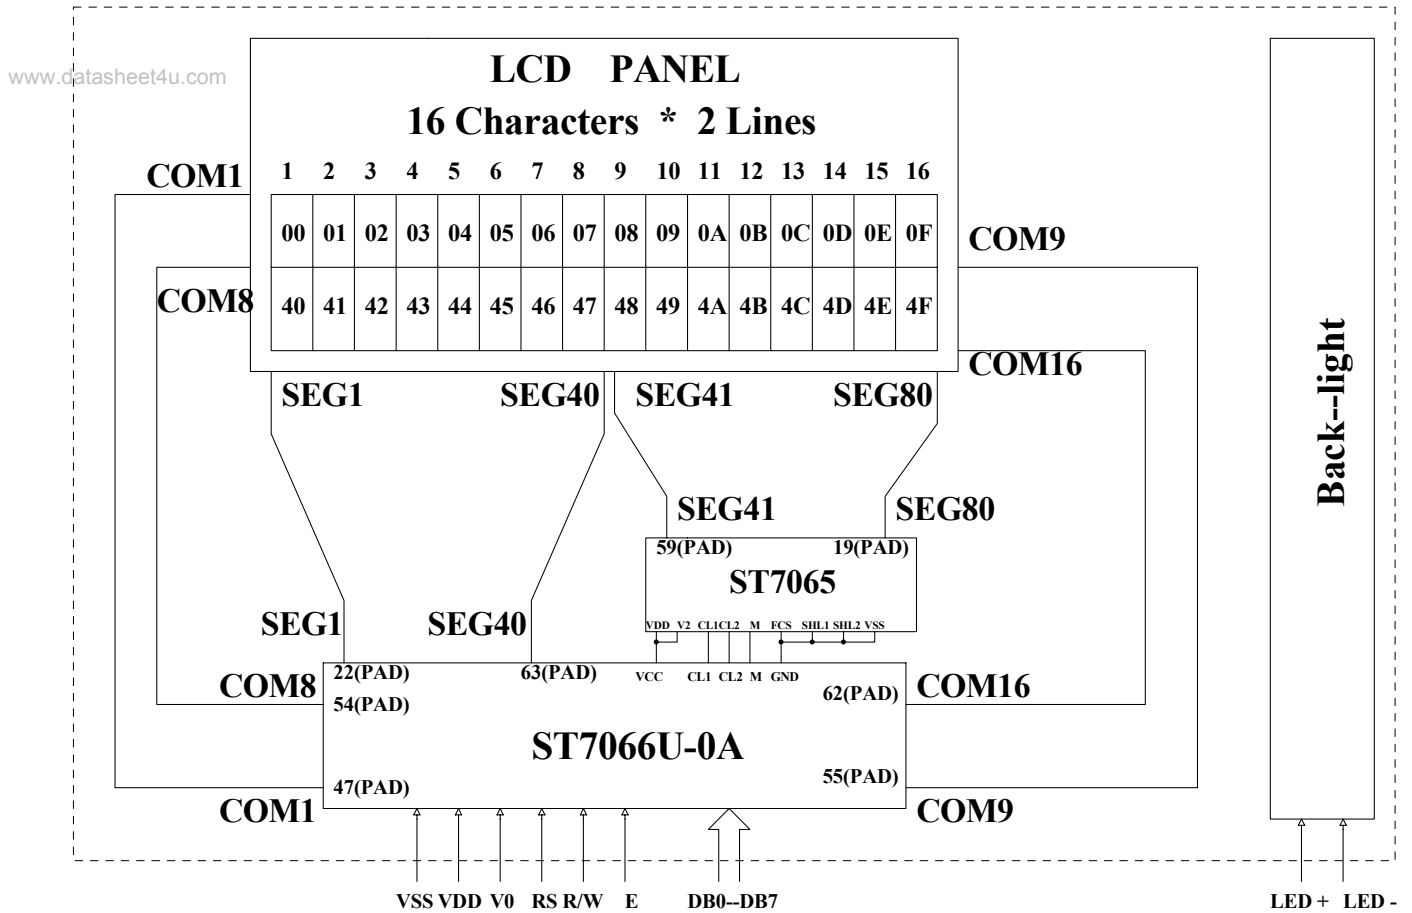 www.datasheet4u.com
LCD PANEL
16 Characters * 2 Lines
COM1
1 2 3 4 5 6 7 8 9 10 11 12 13 14 15 16
00 01 02 03 04 05 06 07 08 09 0A 0B 0C 0D 0E 0F
COM9
COM8
40 41 42 43 44 45 46 47 48 49 4A 4B 4C 4D 4E 4F
COM16
SEG1 SEG40 SEG41 SEG80
Back--light
SEG41 SEG80
59(PAD) 19(PAD)
ST7065
SEG1 SEG40
VDD V2 CL1 CL2 M FCS SHL1 SHL2 VSS
22(PAD) 63(PAD) VCC CL1 CL2 M GND
COM8 54(PAD) 62(PAD) COM16
ST7066U-0A
47(PAD) 55(PAD)
COM1 COM9
VSS VDD V0 RS R/W E DB0--DB7 LED + LED -